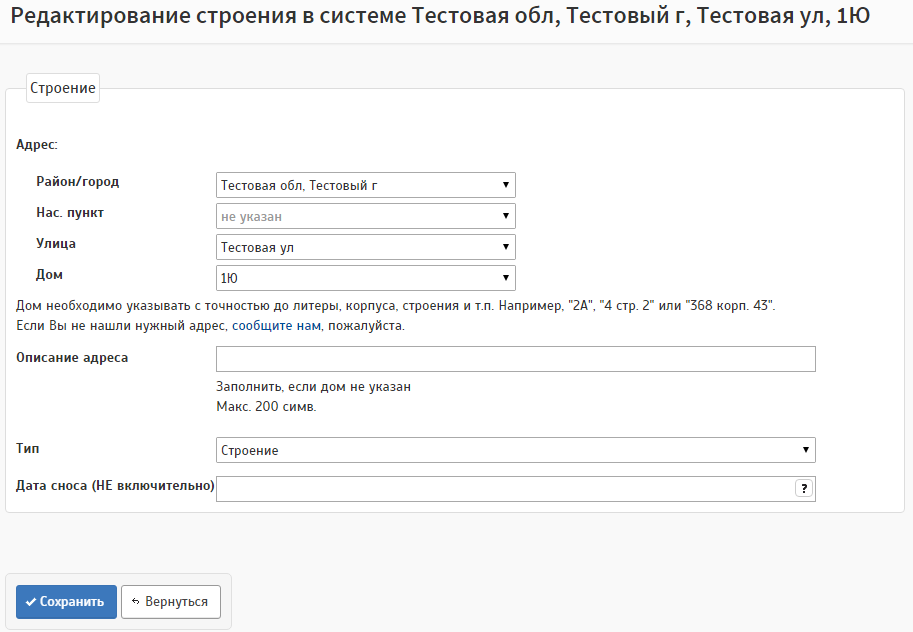 Редактирование строения в системе Тестовая обл, Тестовый г, Тестовая ул, 1Ю
Строение
Адрес:
Район/город Тестовая обл, Тестовый г
Нас. пункт не указан
Улица Тестовая ул
Дом 1Ю
Дом необходимо указывать с точностью до литеры, корпуса, строения и т.п. Например, "2А", "4 стр. 2" или "368 корп. 43".
Если Вы не нашли нужный адрес, сообщите нам, пожалуйста.
Описание адреса
Заполнить, если дом не указан
Макс. 200 симв.
Тип Строение
Дата сноса (НЕ включительно) ?
Сохранить Вернуться